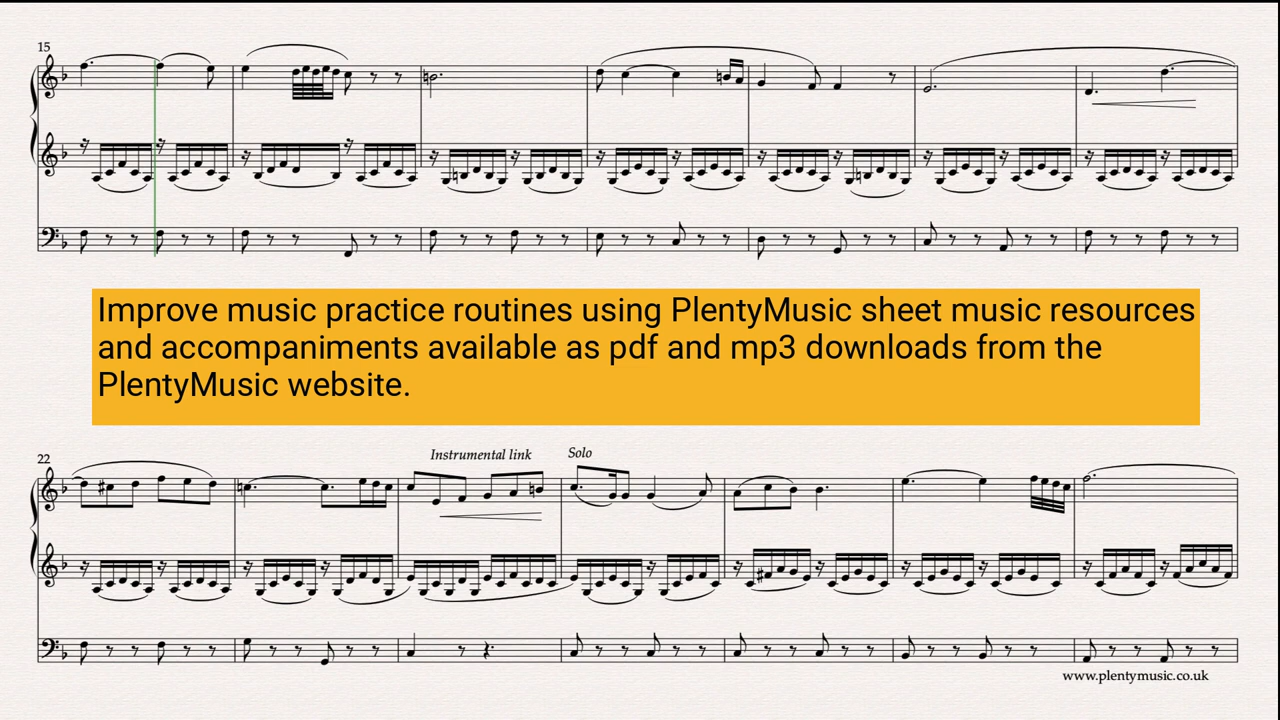 15
Improve music practice routines using PlentyMusic sheet music resources
and accompaniments available as pdf and mp3 downloads from the
PlentyMusic website.
22
Instrumental link
Solo
www.plentymusic.co.uk